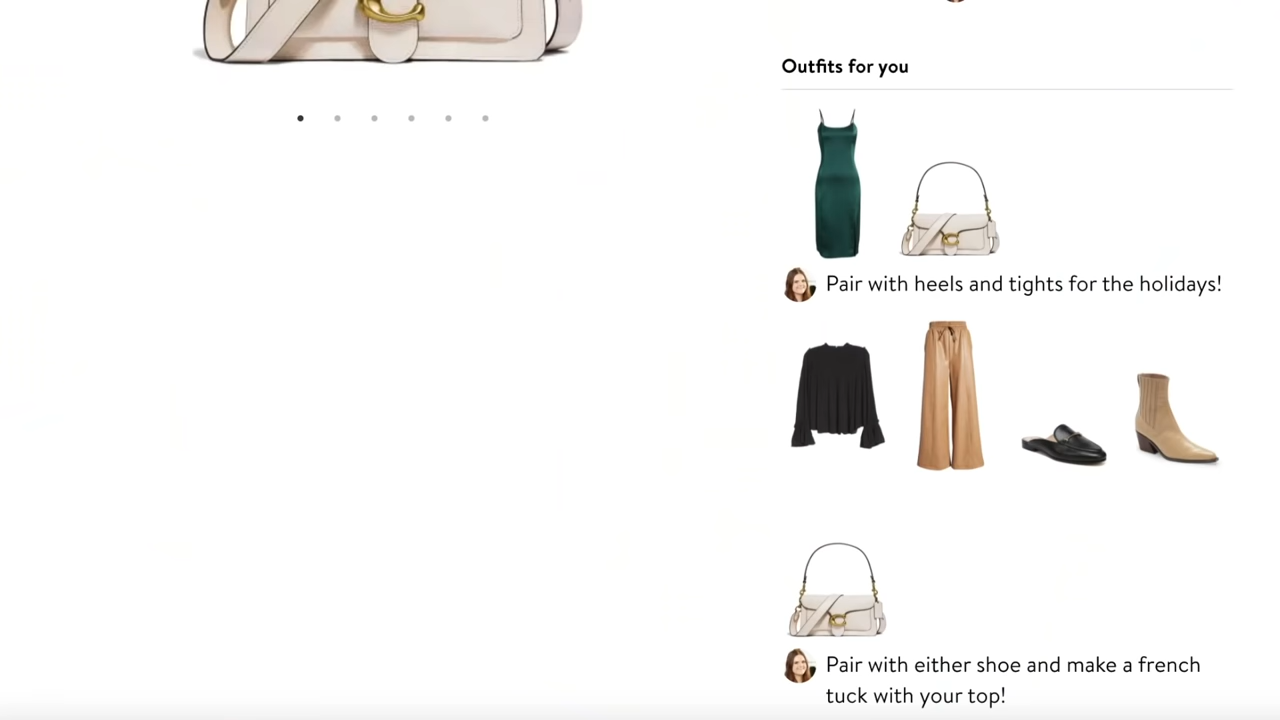 Outfits for you
Pair with heels and tights for the holidays!
Pair with either shoe and make a french
tuck with your top!